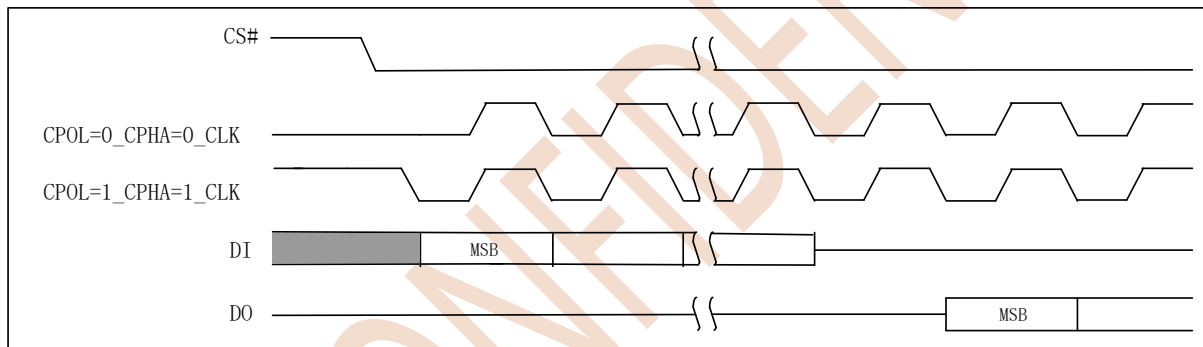 CS#
CPOL=0_CPHA=0_CLK
CPOL=1_CPHA=1_CLK
DI MSB
DO MSB